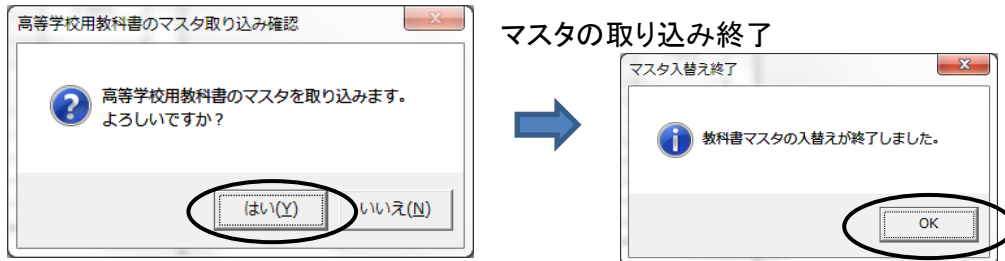 高等学校用教科書のマスタ取り込み確認
高等学校用教科書のマスタを取り込みます。
よろしいですか？
はい(Y)
いいえ(N)
マスタの取り込み終了
マスタ入替え終了
教科書マスタの入替えが終了しました。
OK